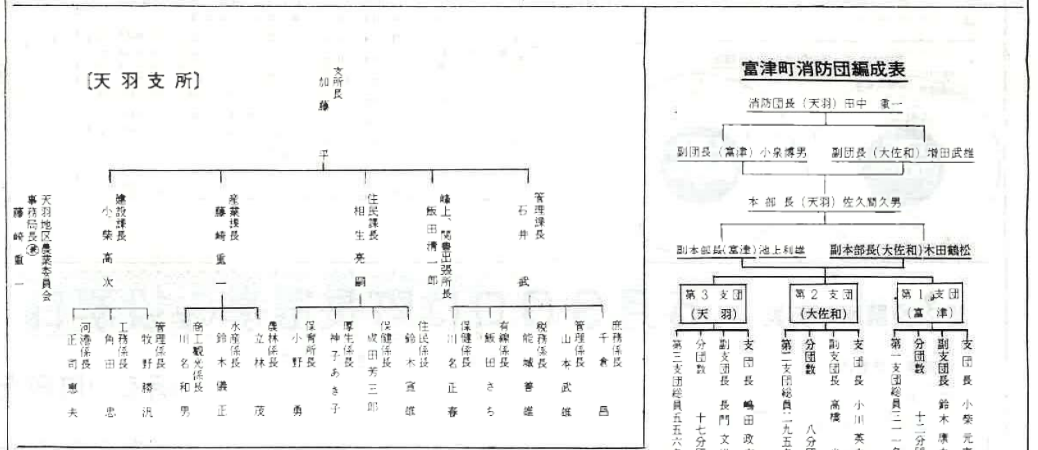 〔天羽支所〕
支所長
加藤 平
管理課長
石井 武
峰上、関豊出張所長
飯田清一郎
住民課長
相生亮嗣
産業課長
藤崎重一
建設課長
小柴高次
天羽地区農業委員会
事務局長
藤崎重一
庶務係長
千倉 昌
管理係長
山本武雄
税務係長
能城善雄
有線係長
飯田さち
保健係長
川名正春
住民係長
鈴木 雄
保健係長
成田芳三郎
厚生係長
神子あき子
保育所長
小野 勇
農林係長
立林 茂
水産係長
鈴木儀正
商工観光係長
川名和男
管理係長
牧野勝沢
工務係長
角田 忠
河港係長
正司恵夫
富津町消防団編成表
消防団長(天羽)田中 重一
副団長(富津)小泉博男 副団長(大佐和)増田武雄
本部長(天羽)佐久間久男
副本部長(富津)池上利雄 副本部長(大佐和)木田鶴松
第1支団
(富津)
支団長 小柴元
副支団長 鈴木康
分団数 十二分団
第一支団総員三一一名
第2支団
(大佐和)
支団長 小川英
副支団長 高橋
分団数 八分団
第二支団総員二九五
第3支団
(天羽)
支団長 嶋田政
副支団長 長門文
分団数 十七分団
第三支団総員五五六